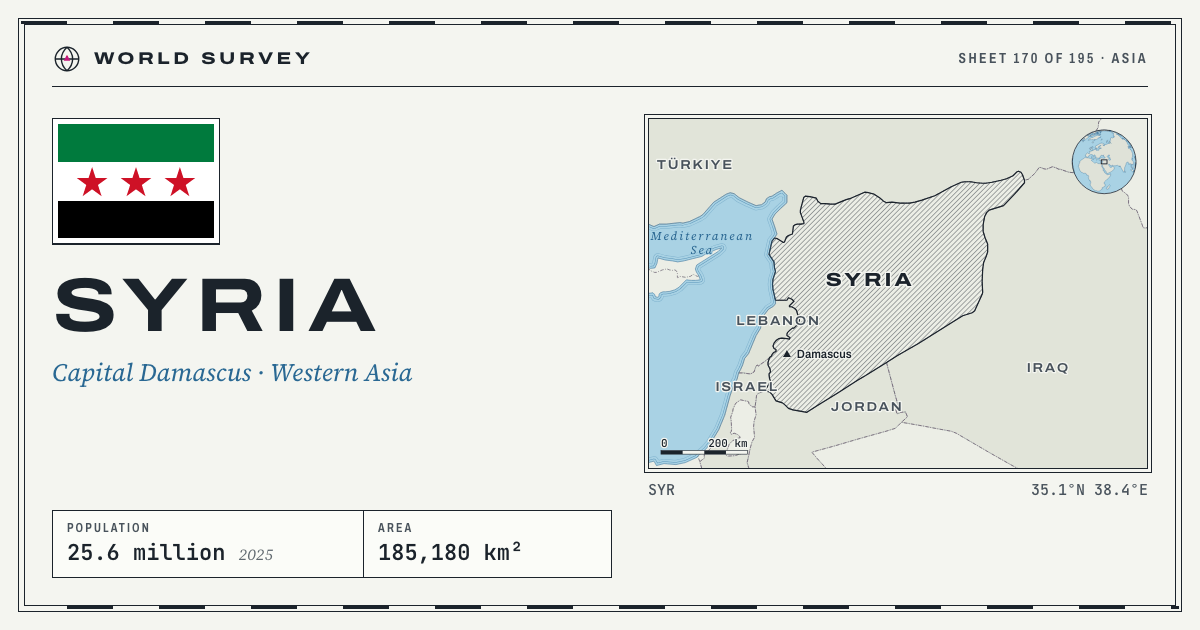 WORLD SURVEY
SHEET 170 OF 195 · ASIA
SYRIA
Capital Damascus · Western Asia
POPULATION
25.6 million 2025
AREA
185,180 km²
TÜRKIYE
Mediterranean
Sea
SYRIA
LEBANON
Damascus
ISRAEL
IRAQ
JORDAN
0 200 km
SYR
35.1°N 38.4°E